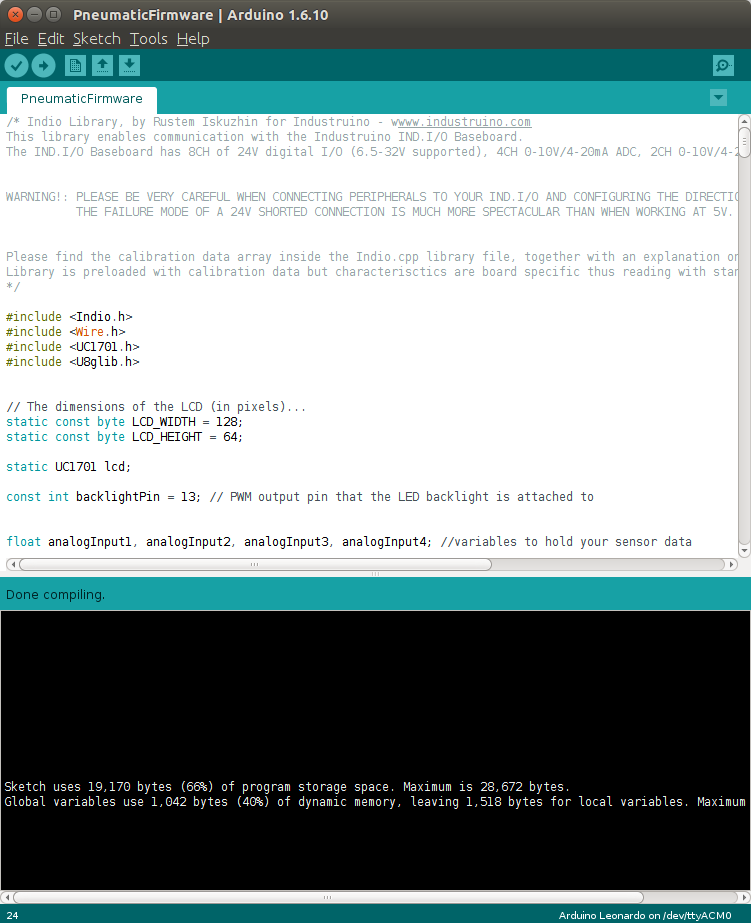 PneumaticFirmware | Arduino 1.6.10
File Edit Sketch Tools Help
PneumaticFirmware
/* Indio Library, by Rustem Iskuzhin for Industruino - www.industruino.com
This library enables communication with the Industruino IND.I/O Baseboard.
The IND.I/O Baseboard has 8CH of 24V digital I/O (6.5-32V supported), 4CH 0-10V/4-20mA ADC, 2CH 0-10V/4-2
WARNING!: PLEASE BE VERY CAREFUL WHEN CONNECTING PERIPHERALS TO YOUR IND.I/O AND CONFIGURING THE DIRECTIO
THE FAILURE MODE OF A 24V SHORTED CONNECTION IS MUCH MORE SPECTACULAR THAN WHEN WORKING AT 5V.
Please find the calibration data array inside the Indio.cpp library file, together with an explanation on
Library is preloaded with calibration data but characterisctics are board specific thus reading with stan
*/
#include <Indio.h>
#include <Wire.h>
#include <UC1701.h>
#include <U8glib.h>
// The dimensions of the LCD (in pixels)...
static const byte LCD_WIDTH = 128;
static const byte LCD_HEIGHT = 64;
static UC1701 lcd;
const int backlightPin = 13; // PWM output pin that the LED backlight is attached to
float analogInput1, analogInput2, analogInput3, analogInput4; //variables to hold your sensor data
Done compiling.
Sketch uses 19,170 bytes (66%) of program storage space. Maximum is 28,672 bytes.
Global variables use 1,042 bytes (40%) of dynamic memory, leaving 1,518 bytes for local variables. Maximum
24
Arduino Leonardo on /dev/ttyACM0